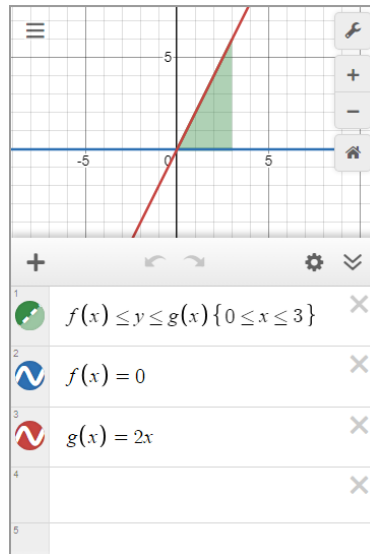 5
-5 0 5
1
f(x) ≤ y ≤ g(x) {0 ≤ x ≤ 3}
2
f(x) = 0
3
g(x) = 2x
4
5